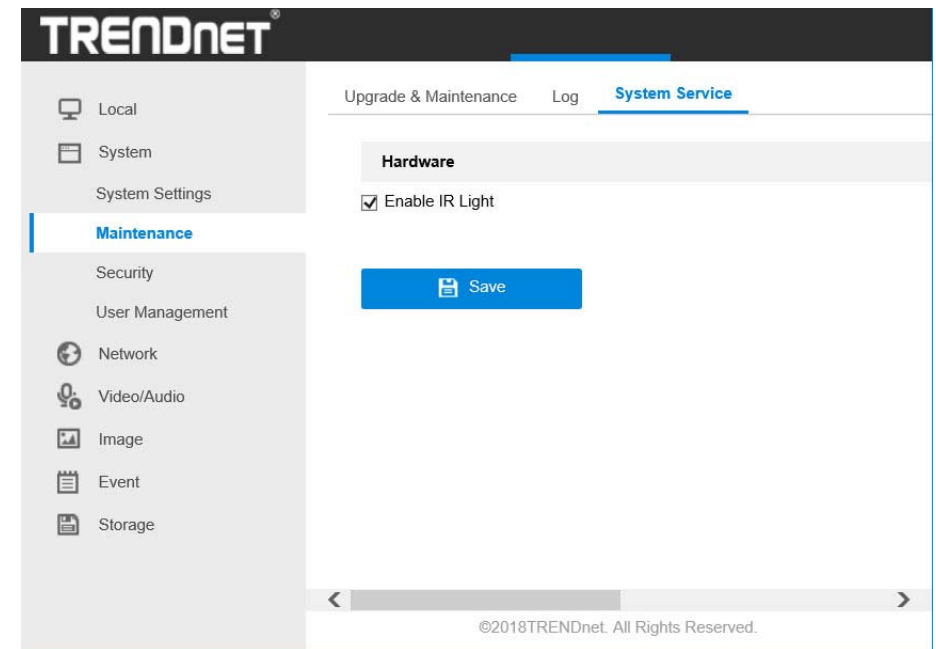 TRENDnet®
Local
System
System Settings
Maintenance
Security
User Management
Network
Video/Audio
Image
Event
Storage
Upgrade & Maintenance Log System Service
Hardware
Enable IR Light
Save
©2018TRENDnet. All Rights Reserved.